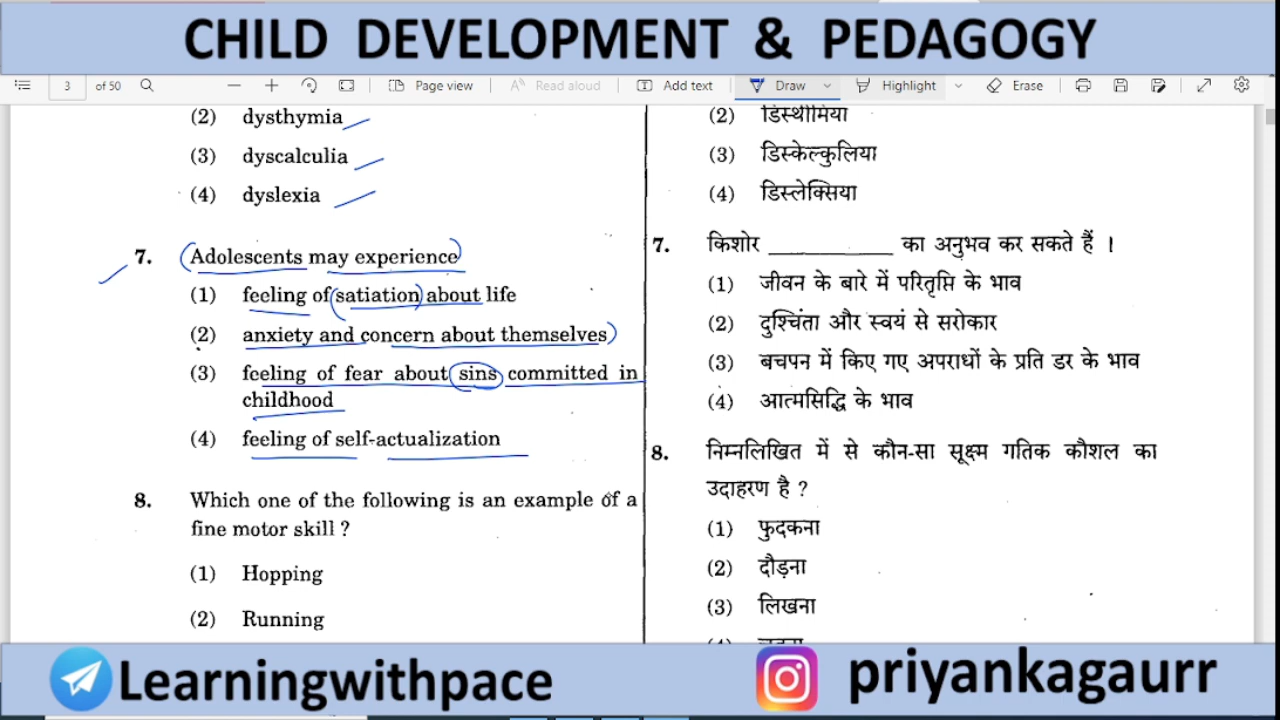 CHILD DEVELOPMENT & PEDAGOGY
3 of 50
Page view
Read aloud
Add text
Draw
Highlight
Erase
(2) dysthymia
(3) dyscalculia
(4) dyslexia
7. Adolescents may experience
(1) feeling of satiation about life
(2) anxiety and concern about themselves
(3) feeling of fear about sins committed in
childhood
(4) feeling of self-actualization
8. Which one of the following is an example of a
fine motor skill ?
(1) Hopping
(2) Running
(2) डिस्थीमिया
(3) डिस्केल्कुलिया
(4) डिस्लेक्सिया
7. किशोर ____________ का अनुभव कर सकते हैं ।
(1) जीवन के बारे में परितृप्ति के भाव
(2) दुश्चिंता और स्वयं से सरोकार
(3) बचपन में किए गए अपराधों के प्रति डर के भाव
(4) आत्मसिद्धि के भाव
8. निम्नलिखित में से कौन-सा सूक्ष्म गतिक कौशल का
उदाहरण है ?
(1) फुदकना
(2) दौड़ना
(3) लिखना
Learningwithpace
priyankagaurr